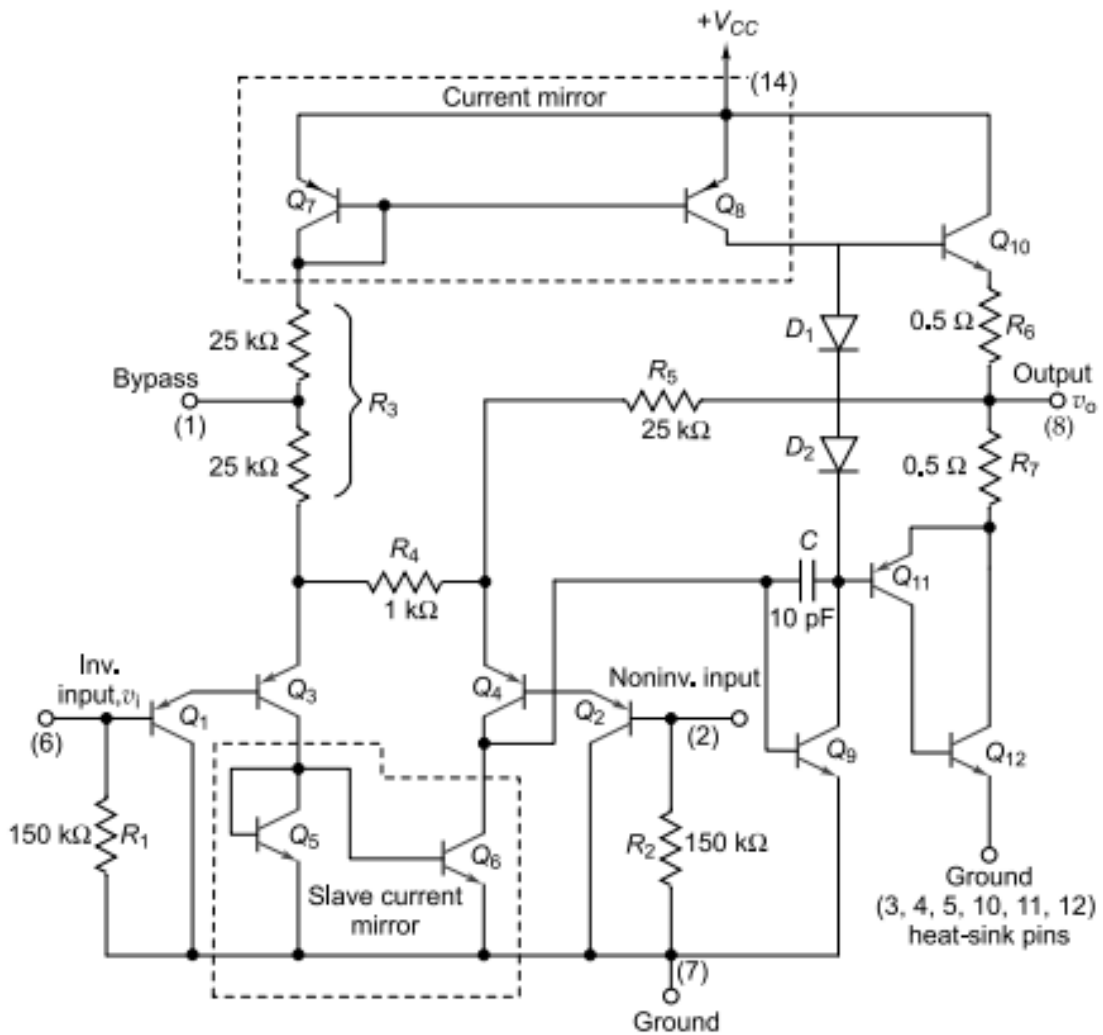 +V_CC
(14)
Current mirror
Q7
Q8
Q10
25 kΩ
D1
0.5 Ω
R6
Bypass
(1)
R3
R5
25 kΩ
Output
vo
(8)
25 kΩ
D2
0.5 Ω
R7
R4
1 kΩ
C
10 pF
Q11
Inv.
input,vi
(6)
Q1
Q3
Q4
Q2
Noninv. input
(2)
Q9
Q12
150 kΩ
R1
Q5
Q6
R2
150 kΩ
Slave current
mirror
Ground
(3, 4, 5, 10, 11, 12)
heat-sink pins
(7)
Ground